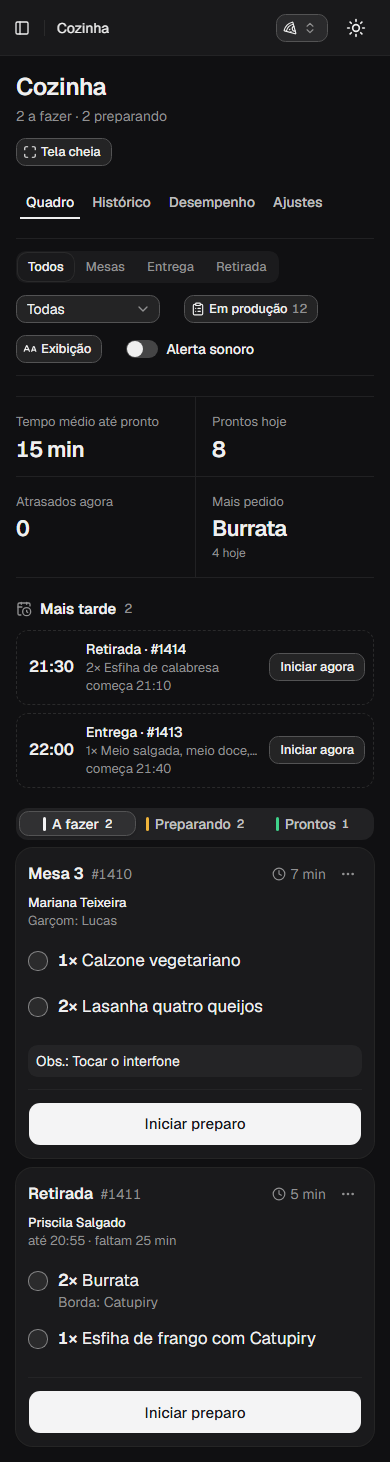 Cozinha
Cozinha
2 a fazer · 2 preparando
Tela cheia
Quadro Histórico Desempenho Ajustes
Todos Mesas Entrega Retirada
Todas Em produção 12
AA Exibição Alerta sonoro
Tempo médio até pronto
15 min
Prontos hoje
8
Atrasados agora
0
Mais pedido
Burrata
4 hoje
Mais tarde 2
21:30
Retirada · #1414
2× Esfiha de calabresa
começa 21:10
Iniciar agora
22:00
Entrega · #1413
1× Meio salgada, meio doce,...
começa 21:40
Iniciar agora
A fazer 2 Preparando 2 Prontos 1
Mesa 3 #1410 7 min
Mariana Teixeira
Garçom: Lucas
1× Calzone vegetariano
2× Lasanha quatro queijos
Obs.: Tocar o interfone
Iniciar preparo
Retirada #1411 5 min
Priscila Salgado
até 20:55 · faltam 25 min
2× Burrata
Borda: Catupiry
1× Esfiha de frango com Catupiry
Iniciar preparo